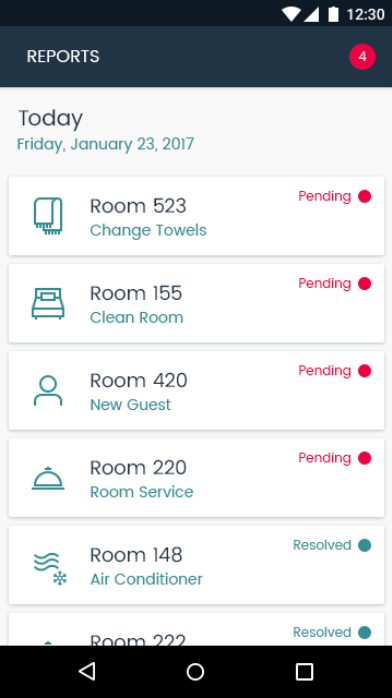 12:30
REPORTS
4
Today
Friday, January 23, 2017
Pending
Room 523
Change Towels
Pending
Room 155
Clean Room
Pending
Room 420
New Guest
Pending
Room 220
Room Service
Resolved
Room 148
Air Conditioner
Resolved
Room 222